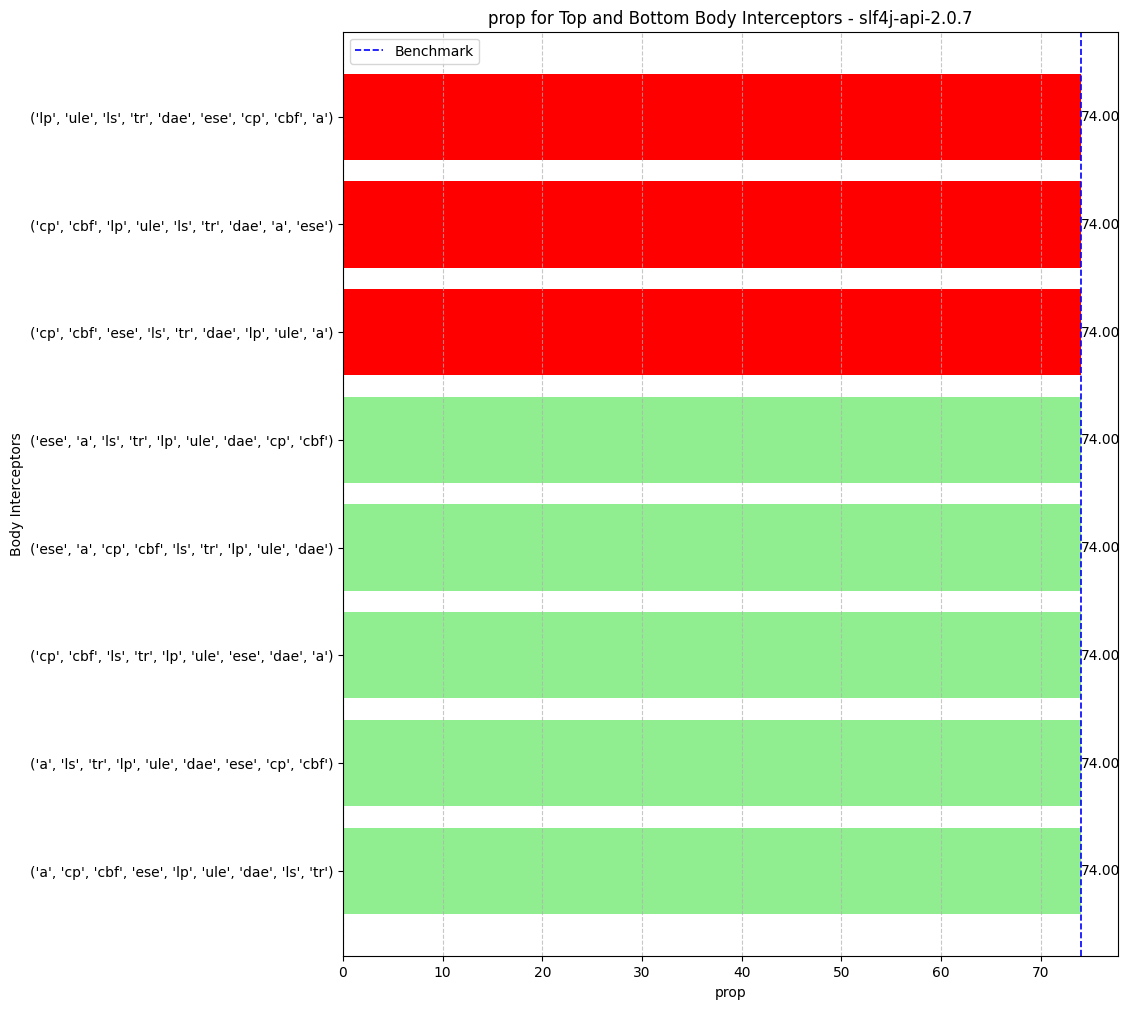 prop for Top and Bottom Body Interceptors - slf4j-api-2.0.7
Benchmark
('lp', 'ule', 'ls', 'tr', 'dae', 'ese', 'cp', 'cbf', 'a')
74.00
('cp', 'cbf', 'lp', 'ule', 'ls', 'tr', 'dae', 'a', 'ese')
74.00
('cp', 'cbf', 'ese', 'ls', 'tr', 'dae', 'lp', 'ule', 'a')
74.00
('ese', 'a', 'ls', 'tr', 'lp', 'ule', 'dae', 'cp', 'cbf')
74.00
('ese', 'a', 'cp', 'cbf', 'ls', 'tr', 'lp', 'ule', 'dae')
74.00
('cp', 'cbf', 'ls', 'tr', 'lp', 'ule', 'ese', 'dae', 'a')
74.00
('a', 'ls', 'tr', 'lp', 'ule', 'dae', 'ese', 'cp', 'cbf')
74.00
('a', 'cp', 'cbf', 'ese', 'lp', 'ule', 'dae', 'ls', 'tr')
74.00
Body Interceptors
0 10 20 30 40 50 60 70
prop